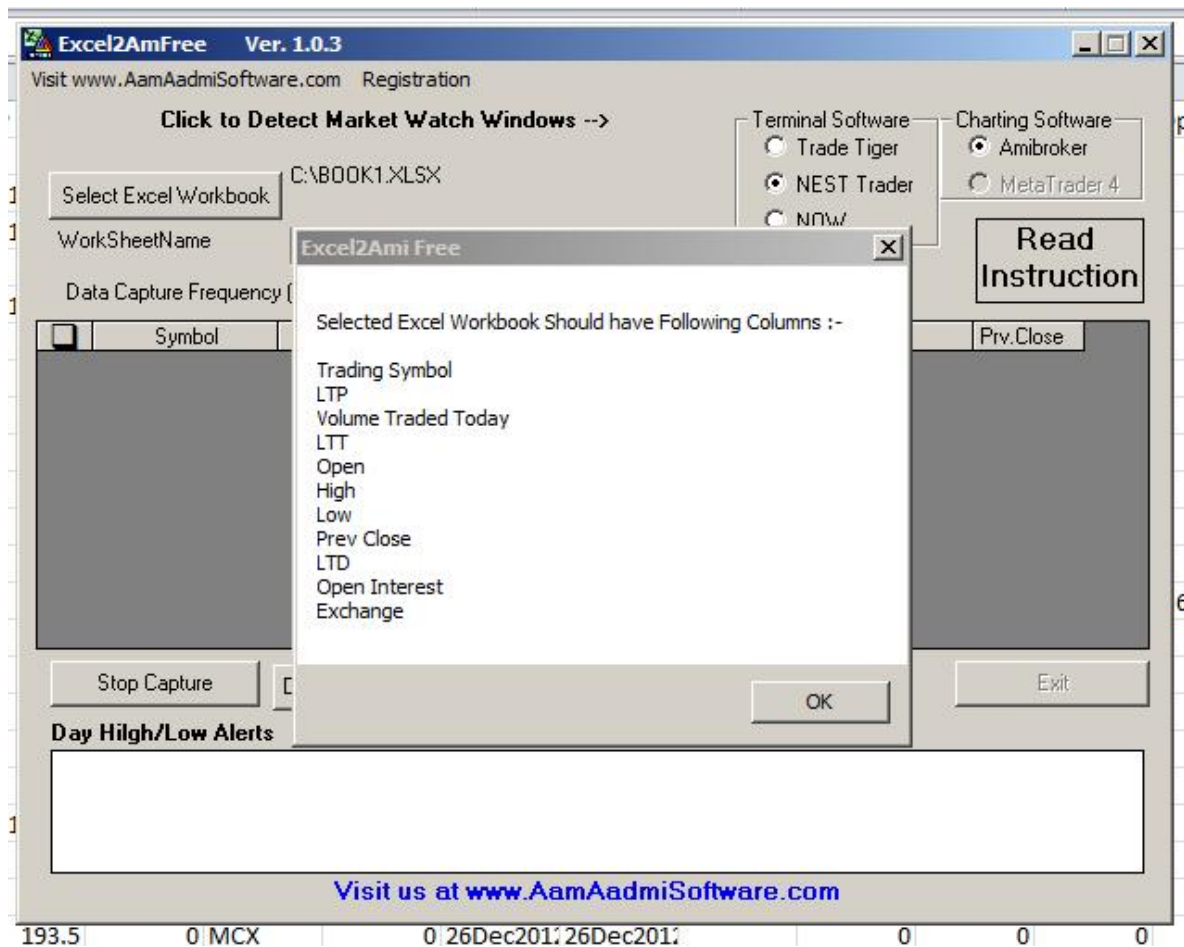 Excel2AmFree Ver. 1.0.3
Visit www.AamAadmiSoftware.com Registration
Click to Detect Market Watch Windows -->
Terminal Software
Trade Tiger
NEST Trader
NOW
Charting Software
Amibroker
MetaTrader 4
Select Excel Workbook
C:\BOOK1.XLSX
WorkSheetName
Read
Instruction
Data Capture Frequency (
Symbol
Prv.Close
Excel2Ami Free
Selected Excel Workbook Should have Following Columns :-
Trading Symbol
LTP
Volume Traded Today
LTT
Open
High
Low
Prev Close
LTD
Open Interest
Exchange
OK
Stop Capture
Exit
Day Hilgh/Low Alerts
Visit us at www.AamAadmiSoftware.com
193.5 0 MCX 0 26Dec201 26Dec201 0 0 0